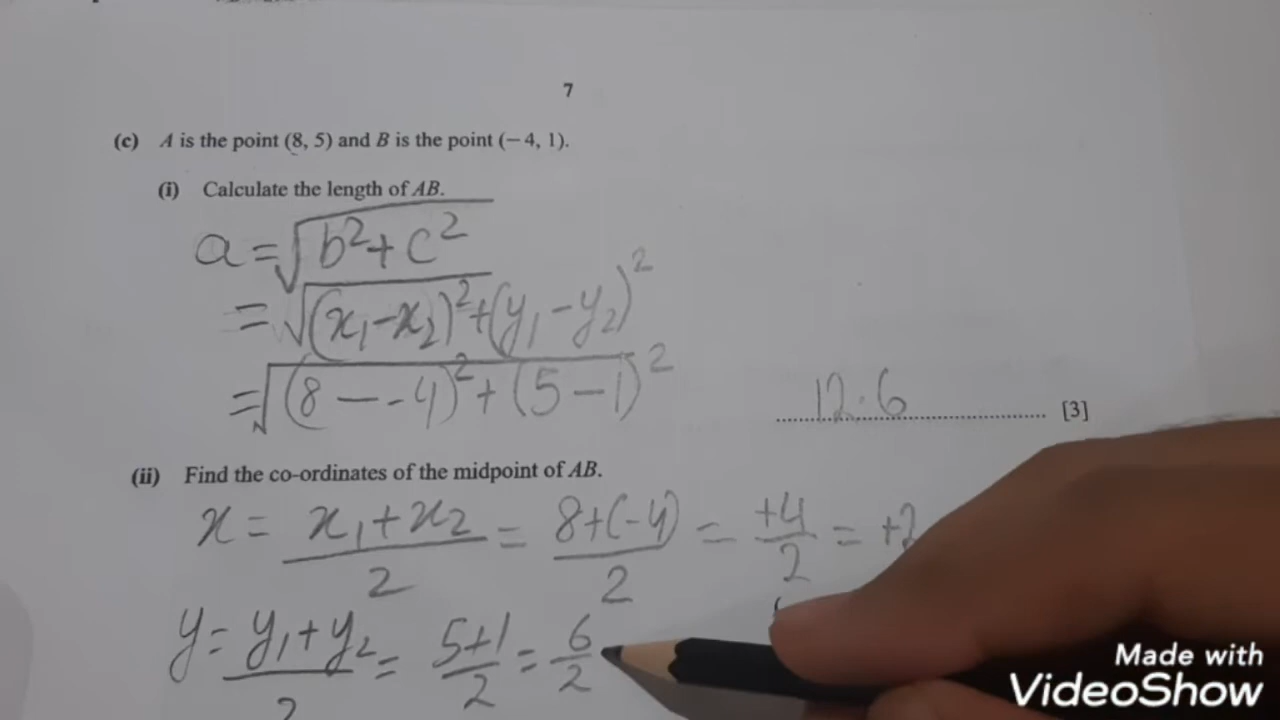 7
(c) A is the point (8, 5) and B is the point (− 4, 1).
(i) Calculate the length of AB.
a = √b² + c²
= √(x₁ − x₂)² + (y₁ − y₂)²
= √(8 − -4)² + (5 − 1)²
12.6 [3]
(ii) Find the co-ordinates of the midpoint of AB.
x = x₁ + x₂ / 2 = 8 + (-4) / 2 = +4 / 2 = +2
y = y₁ + y₂ / 2 = 5+1 / 2 = 6 / 2
Made with
VideoShow